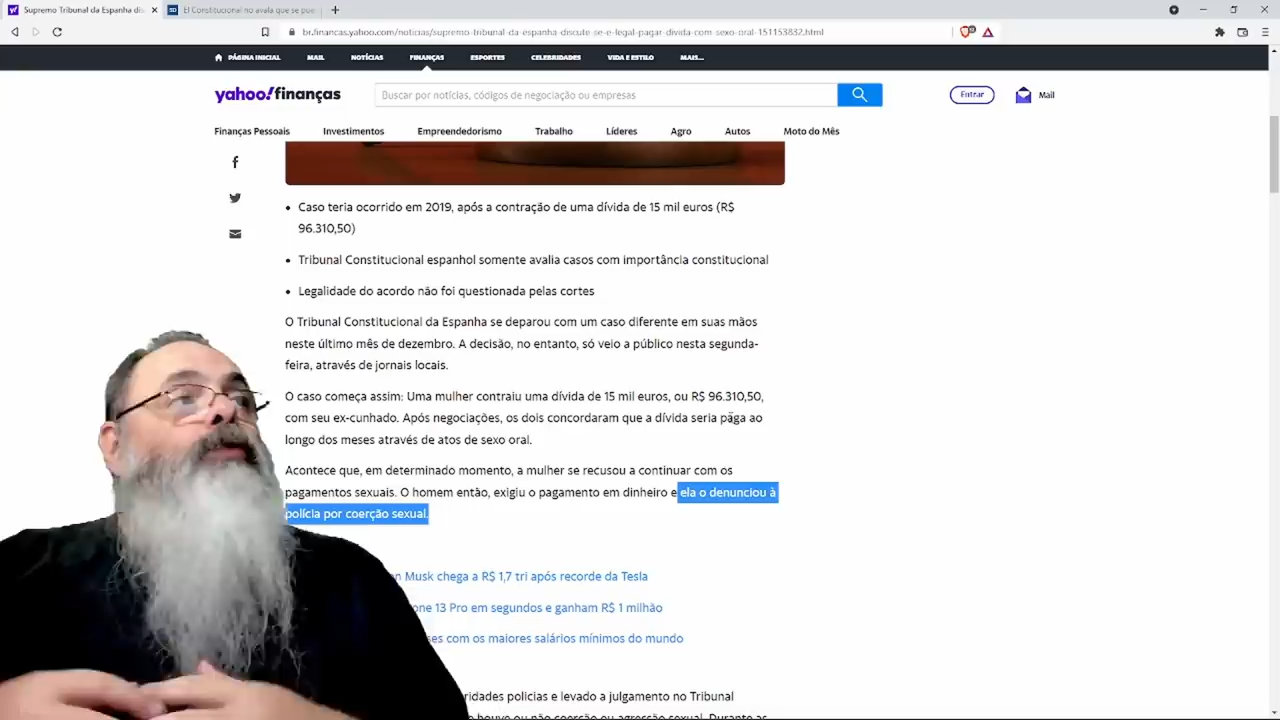 Supremo Tribunal da Espanha dis
El Constitucional no avala que se pue
br.financas.yahoo.com/noticias/supremo-tribunal-da-espanha-discute-se-e-legal-pagar-divida-com-sexo-oral-151153832.html
PÁGINA INICIAL MAIL NOTÍCIAS FINANÇAS ESPORTES CELEBRIDADES VIDA E ESTILO MAIS...
yahoo!finanças
Buscar por notícias, códigos de negociação ou empresas
Entrar
Mail
Finanças Pessoais Investimentos Empreendedorismo Trabalho Líderes Agro Autos Moto do Mês
• Caso teria ocorrido em 2019, após a contração de uma dívida de 15 mil euros (R$
96.310,50)
• Tribunal Constitucional espanhol somente avalia casos com importância constitucional
• Legalidade do acordo não foi questionada pelas cortes
O Tribunal Constitucional da Espanha se deparou com um caso diferente em suas mãos
neste último mês de dezembro. A decisão, no entanto, só veio a público nesta segunda-
feira, através de jornais locais.
O caso começa assim: Uma mulher contraiu uma dívida de 15 mil euros, ou R$ 96.310,50,
com seu ex-cunhado. Após negociações, os dois concordaram que a dívida seria paga ao
longo dos meses através de atos de sexo oral.
Acontece que, em determinado momento, a mulher se recusou a continuar com os
pagamentos sexuais. O homem então, exigiu o pagamento em dinheiro e ela o denunciou à
polícia por coerção sexual.
n Musk chega a R$ 1,7 tri após recorde da Tesla
one 13 Pro em segundos e ganham R$ 1 milhão
ses com os maiores salários mínimos do mundo
ridades policias e levado a julgamento no Tribunal
houve ou não coerção ou agressão sexual. Durante as